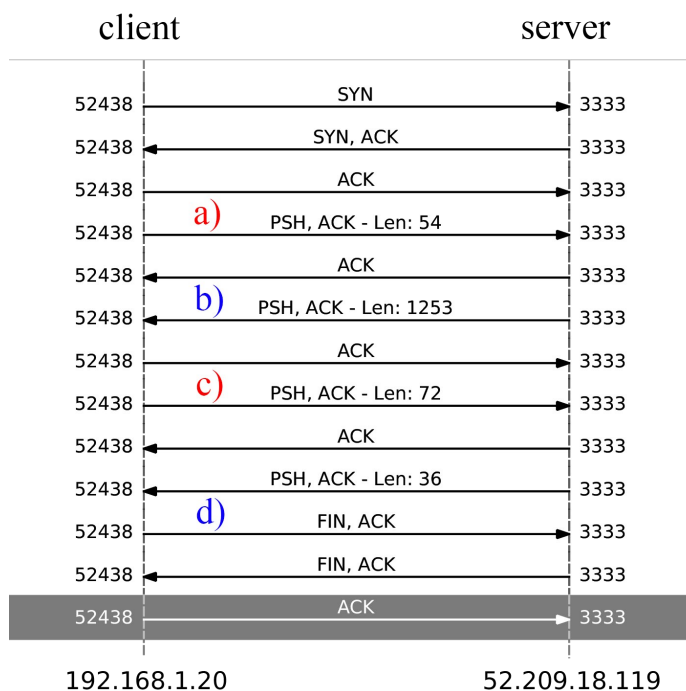 client server
SYN
52438 3333
SYN, ACK
52438 3333
ACK
52438 3333
a) PSH, ACK - Len: 54
52438 3333
ACK
52438 3333
b) PSH, ACK - Len: 1253
52438 3333
ACK
52438 3333
c) PSH, ACK - Len: 72
52438 3333
ACK
52438 3333
PSH, ACK - Len: 36
52438 3333
d) FIN, ACK
52438 3333
FIN, ACK
52438 3333
ACK
52438 3333
192.168.1.20 52.209.18.119